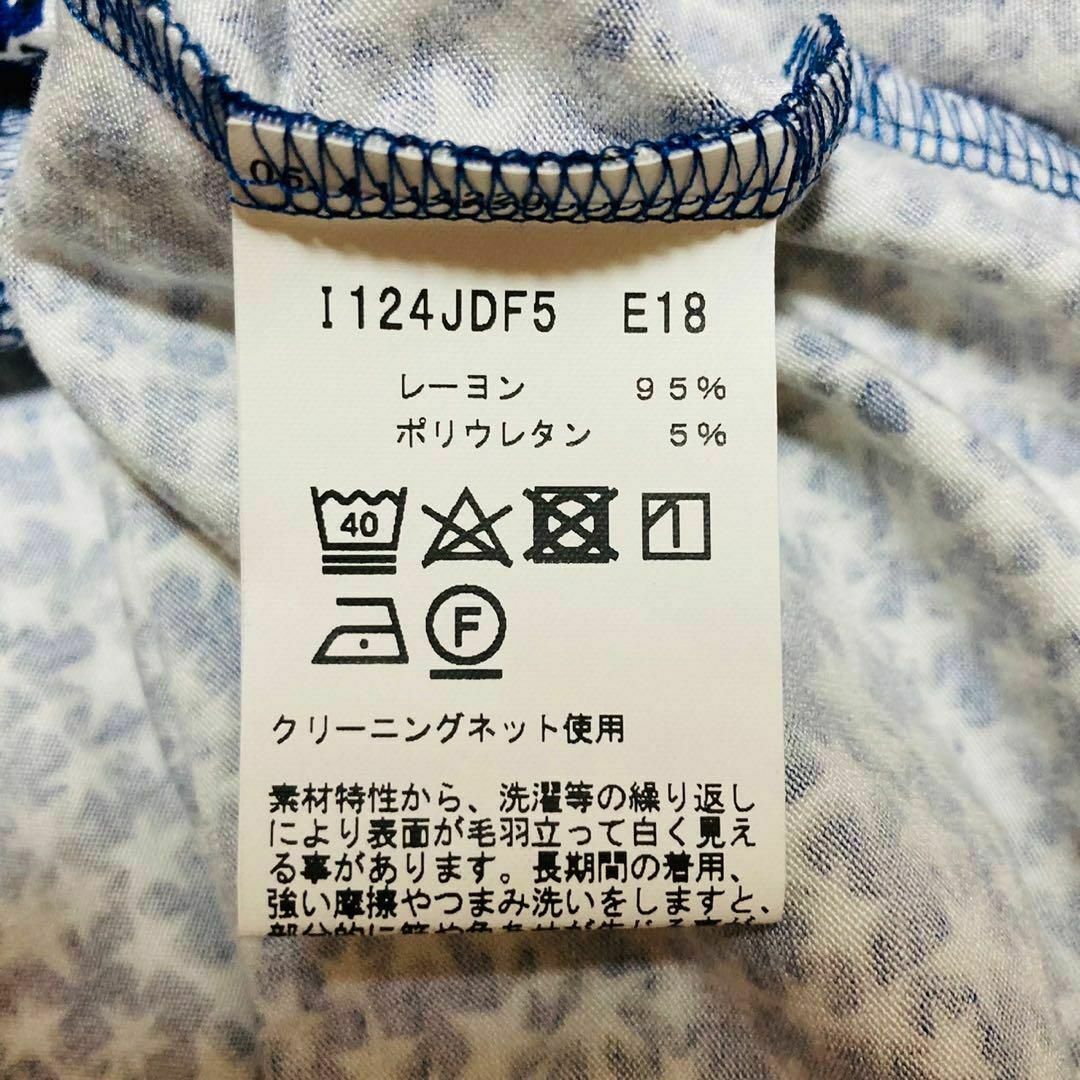 I124JDF5 E18
レーヨン 95%
ポリウレタン 5%
40
F
クリーニングネット使用
素材特性から、洗濯等の繰り返し
により表面が毛羽立って白く見え
る事があります。長期間の着用、
強い摩擦やつまみ洗いをしますと、